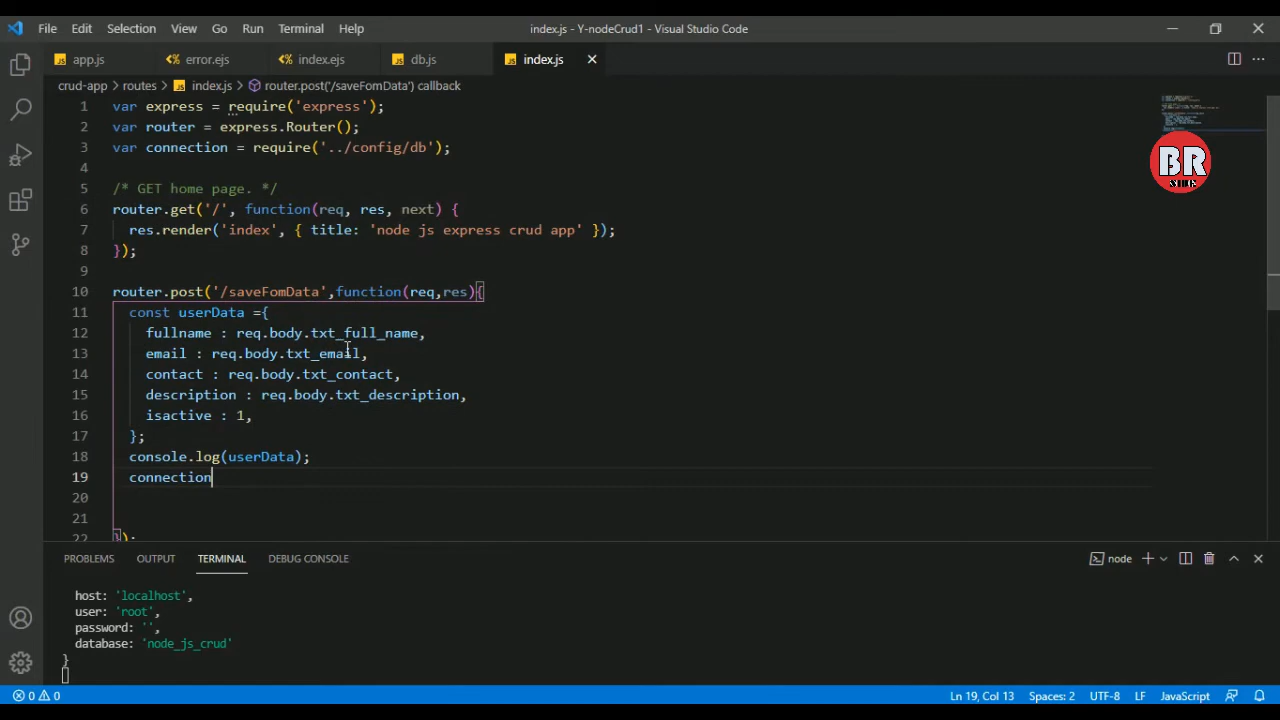 File Edit Selection View Go Run Terminal Help index.js - Y-nodeCrud1 - Visual Studio Code
app.js error.ejs index.ejs db.js index.js
crud-app > routes > index.js > router.post('/saveFomData') callback
1 var express = require('express');
2 var router = express.Router();
3 var connection = require('../config/db');
4
5 /* GET home page. */
6 router.get('/', function(req, res, next) {
7 res.render('index', { title: 'node js express crud app' });
8 });
9
10 router.post('/saveFomData',function(req,res){
11 const userData ={
12 fullname : req.body.txt_full_name,
13 email : req.body.txt_email,
14 contact : req.body.txt_contact,
15 description : req.body.txt_description,
16 isactive : 1,
17 };
18 console.log(userData);
19 connection
20
21
22 });
BR
PROBLEMS OUTPUT TERMINAL DEBUG CONSOLE node
host: 'localhost',
user: 'root',
password: '',
database: 'node_js_crud'
}
0 0 Ln 19, Col 13 Spaces: 2 UTF-8 LF JavaScript